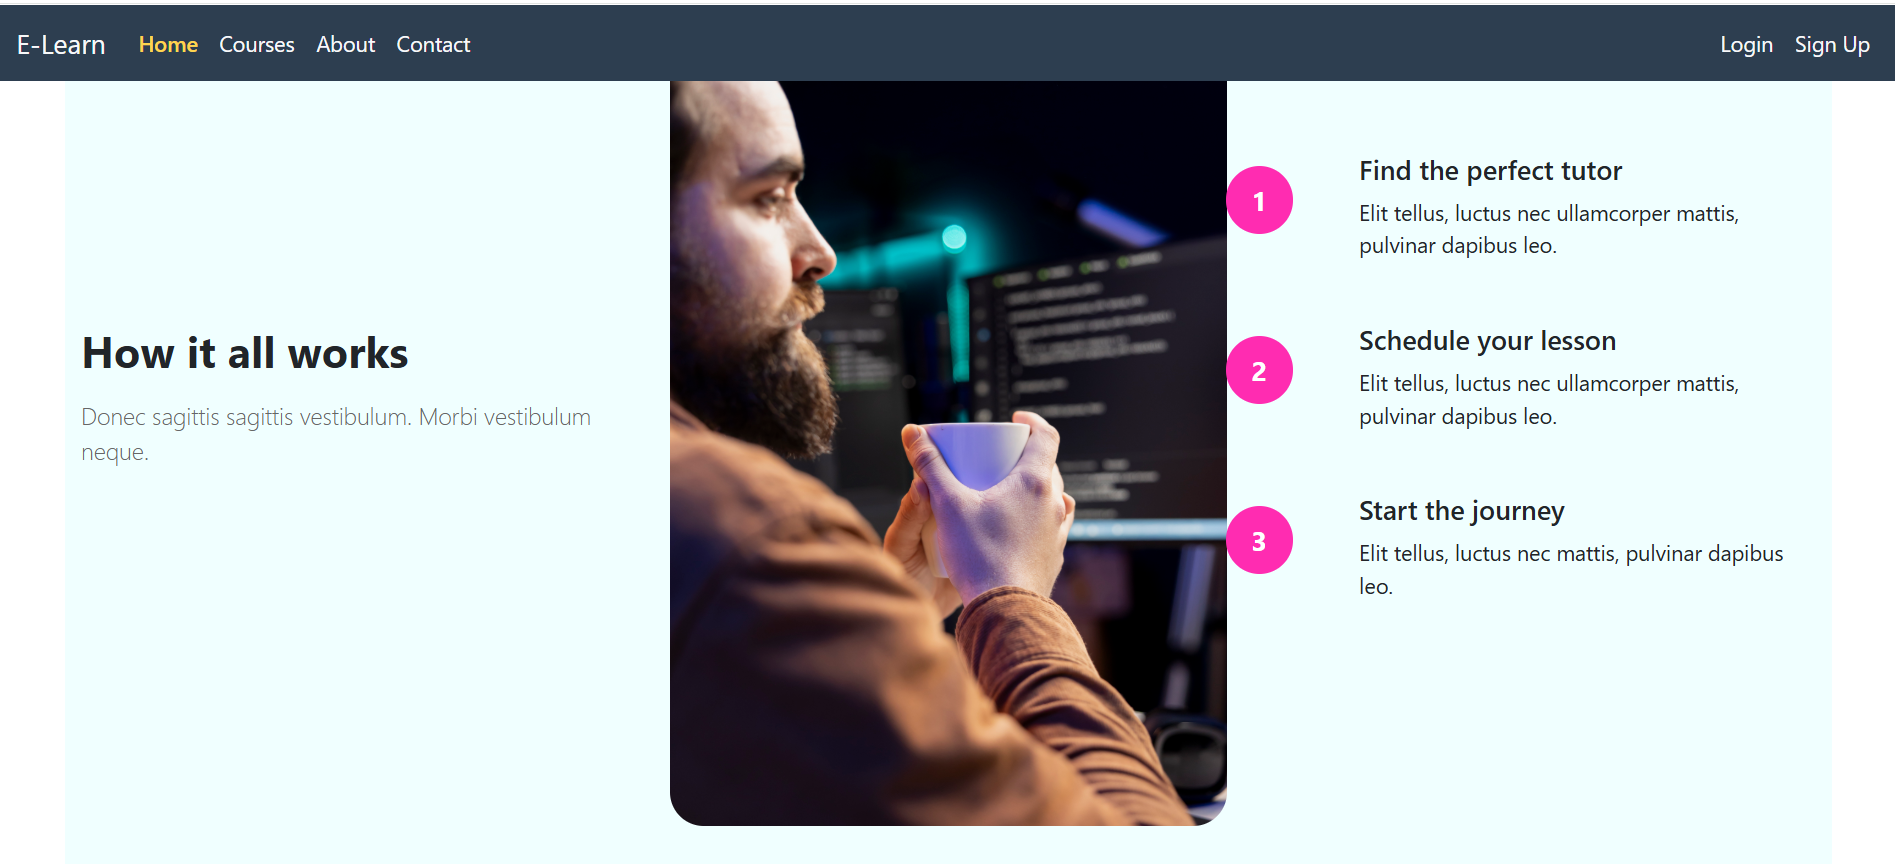 E-Learn Home Courses About Contact Login Sign Up
How it all works
Donec sagittis sagittis vestibulum. Morbi vestibulum
neque.
1
Find the perfect tutor
Elit tellus, luctus nec ullamcorper mattis,
pulvinar dapibus leo.
2
Schedule your lesson
Elit tellus, luctus nec ullamcorper mattis,
pulvinar dapibus leo.
3
Start the journey
Elit tellus, luctus nec mattis, pulvinar dapibus
leo.